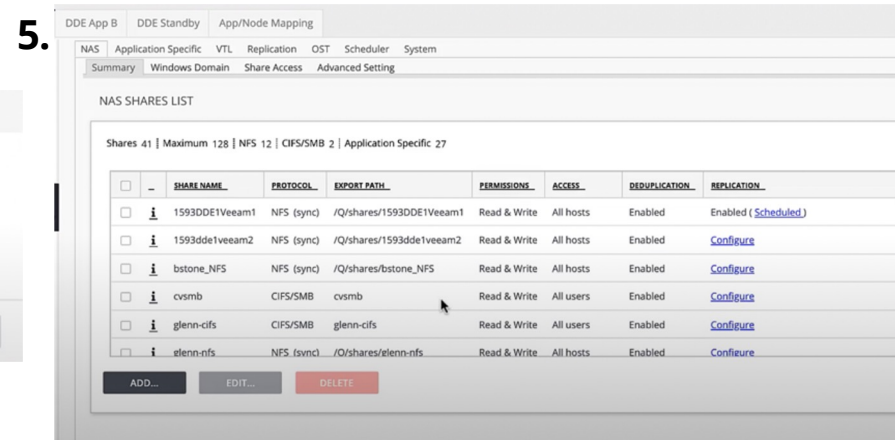 5.
DDE App B DDE Standby App/Node Mapping
NAS Application Specific VTL Replication OST Scheduler System
Summary Windows Domain Share Access Advanced Setting
NAS SHARES LIST
Shares 41 | Maximum 128 | NFS 12 | CIFS/SMB 2 | Application Specific 27
SHARE NAME PROTOCOL EXPORT PATH PERMISSIONS ACCESS DEDUPLICATION REPLICATION
i 1593DDE1Veeam1 NFS (sync) /Q/shares/1593DDE1Veeam1 Read & Write All hosts Enabled Enabled ( Scheduled )
i 1593dde1veeam2 NFS (sync) /Q/shares/1593dde1veeam2 Read & Write All hosts Enabled Configure
i bstone_NFS NFS (sync) /Q/shares/bstone_NFS Read & Write All hosts Enabled Configure
i cvsmb CIFS/SMB cvsmb Read & Write All users Enabled Configure
i glenn-cifs CIFS/SMB glenn-cifs Read & Write All users Enabled Configure
i glenn-nfs NFS (sync) /Q/shares/glenn-nfs Read & Write All hosts Enabled Configure
ADD... EDIT... DELETE